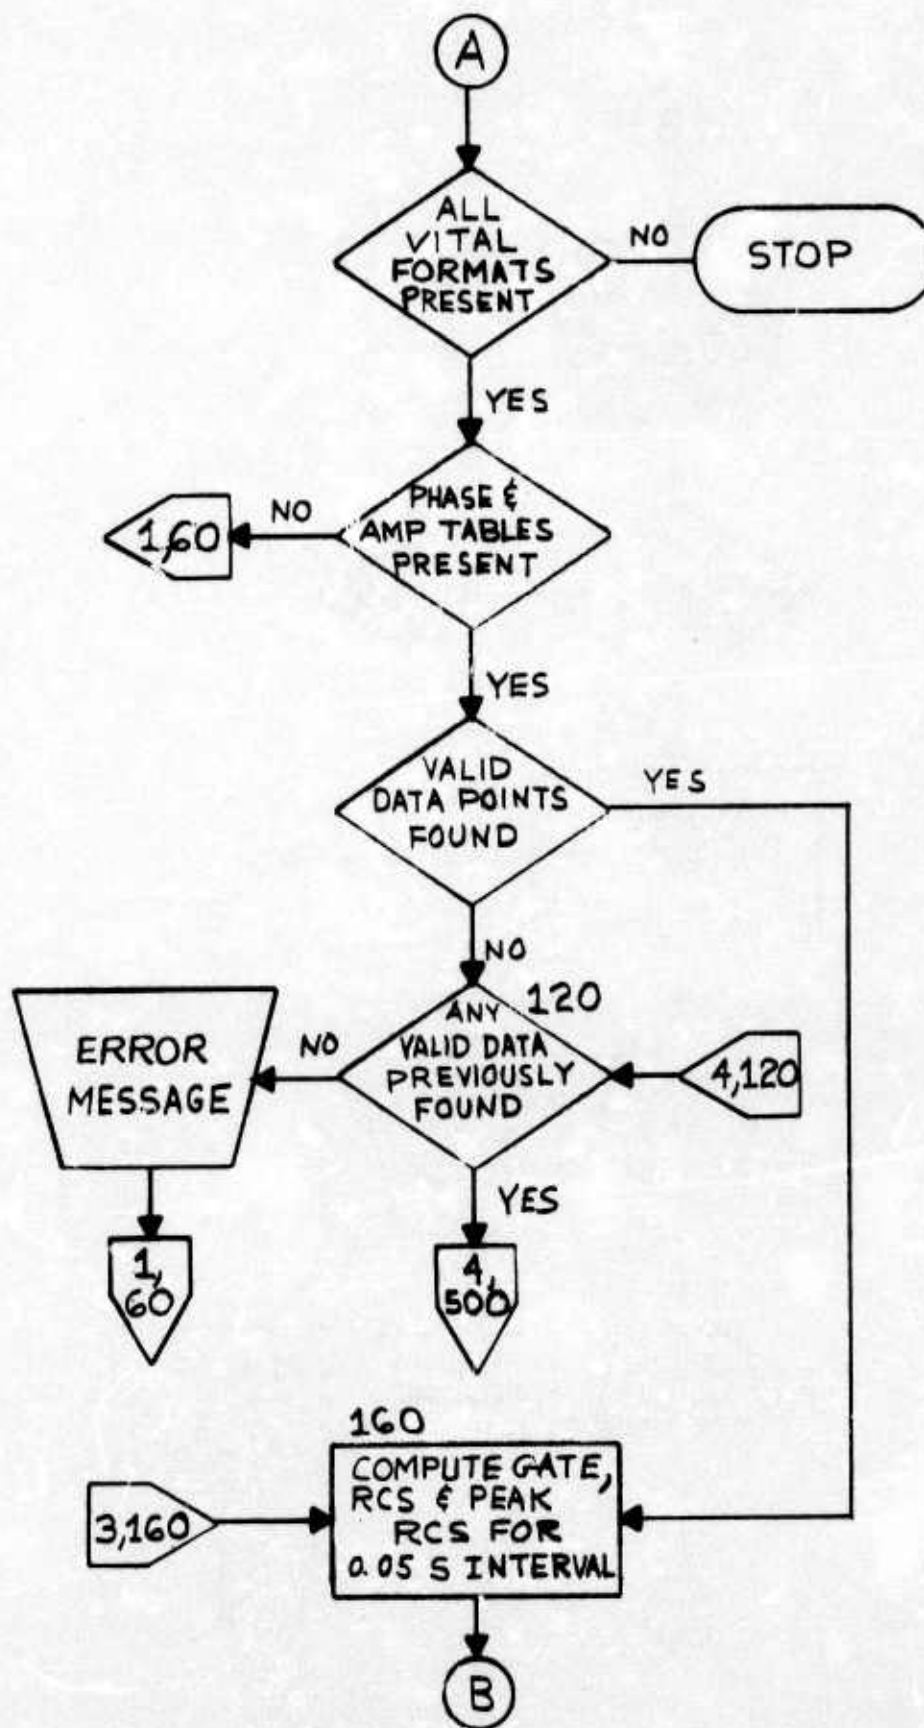 A
ALL
VITAL
FORMATS
PRESENT
NO
STOP
YES
PHASE &
AMP TABLES
PRESENT
NO
1,60
YES
VALID
DATA POINTS
FOUND
YES
NO
120
ANY
VALID DATA
PREVIOUSLY
FOUND
NO
ERROR
MESSAGE
4,120
YES
1,
60
4,
500
160
COMPUTE GATE,
RCS & PEAK
RCS FOR
0.05 S INTERVAL
3,160
B